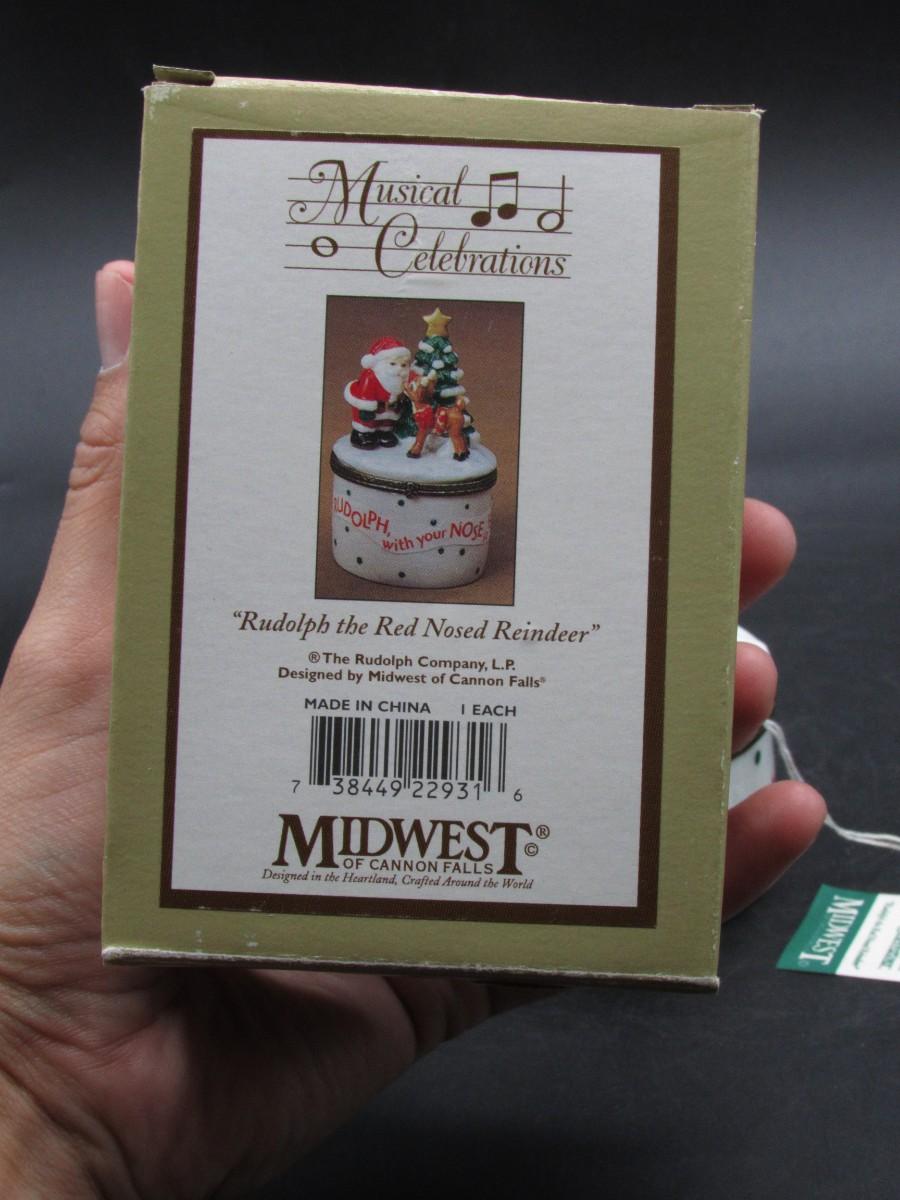 Musical
Celebrations
RUDOLPH,
with your NOSE
“Rudolph the Red Nosed Reindeer”
® The Rudolph Company, L.P.
Designed by Midwest of Cannon Falls®
MADE IN CHINA 1 EACH
7 38449 22931 6
MIDWEST®©
OF CANNON FALLS
Designed in the Heartland, Crafted Around the World
MIDWEST